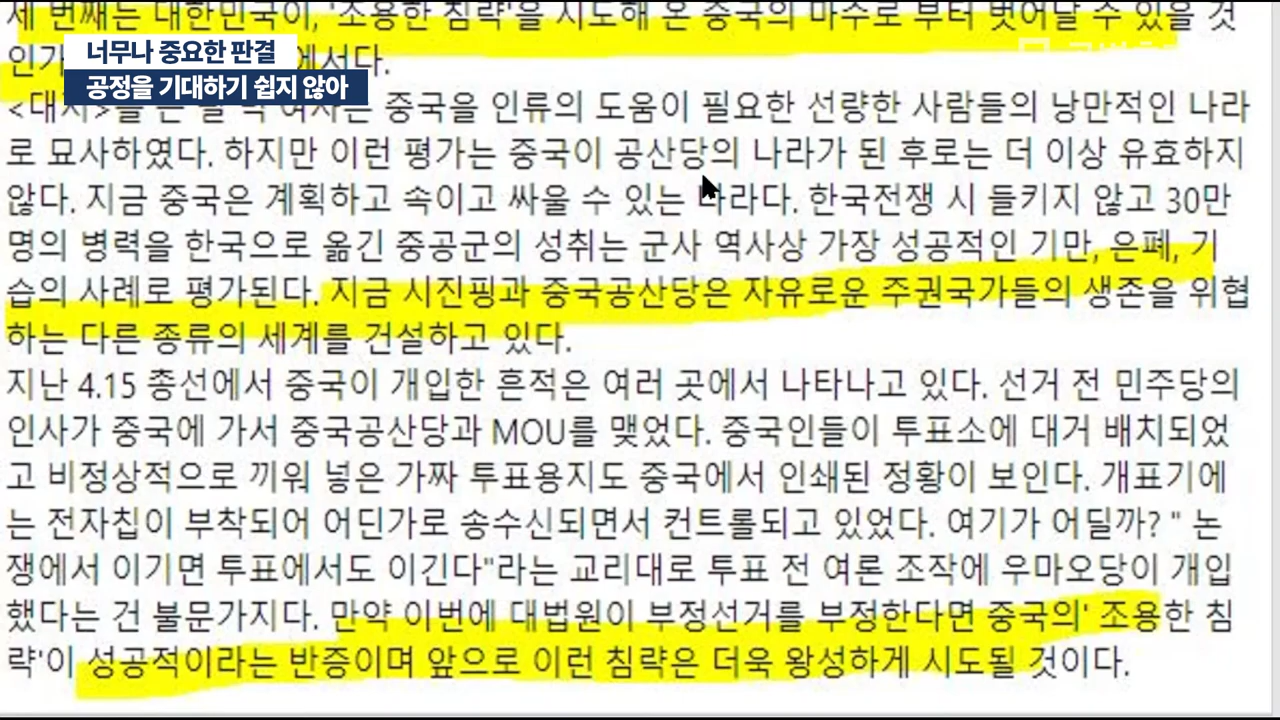 세 번째는 대한민국이, '조용한 침략'을 시도해 온 중국의 마수로 부터 벗어날 수 있을 것
인가
에서다.
너무나 중요한 판결
공정을 기대하기 쉽지 않아
중국을 인류의 도움이 필요한 선량한 사람들의 낭만적인 나라
로 묘사하였다. 하지만 이런 평가는 중국이 공산당의 나라가 된 후로는 더 이상 유효하지
않다. 지금 중국은 계획하고 속이고 싸울 수 있는 나라다. 한국전쟁 시 들키지 않고 30만
명의 병력을 한국으로 옮긴 중공군의 성취는 군사 역사상 가장 성공적인 기만, 은폐, 기
습의 사례로 평가된다. 지금 시진핑과 중국공산당은 자유로운 주권국가들의 생존을 위협
하는 다른 종류의 세계를 건설하고 있다.
지난 4.15 총선에서 중국이 개입한 흔적은 여러 곳에서 나타나고 있다. 선거 전 민주당의
인사가 중국에 가서 중국공산당과 MOU를 맺었다. 중국인들이 투표소에 대거 배치되었
고 비정상적으로 끼워 넣은 가짜 투표용지도 중국에서 인쇄된 정황이 보인다. 개표기에
는 전자칩이 부착되어 어딘가로 송수신되면서 컨트롤되고 있었다. 여기가 어딜까? " 논
쟁에서 이기면 투표에서도 이긴다"라는 교리대로 투표 전 여론 조작에 우마오당이 개입
했다는 건 불문가지다. 만약 이번에 대법원이 부정선거를 부정한다면 중국의' 조용한 침
략'이 성공적이라는 반증이며 앞으로 이런 침략은 더욱 왕성하게 시도될 것이다.